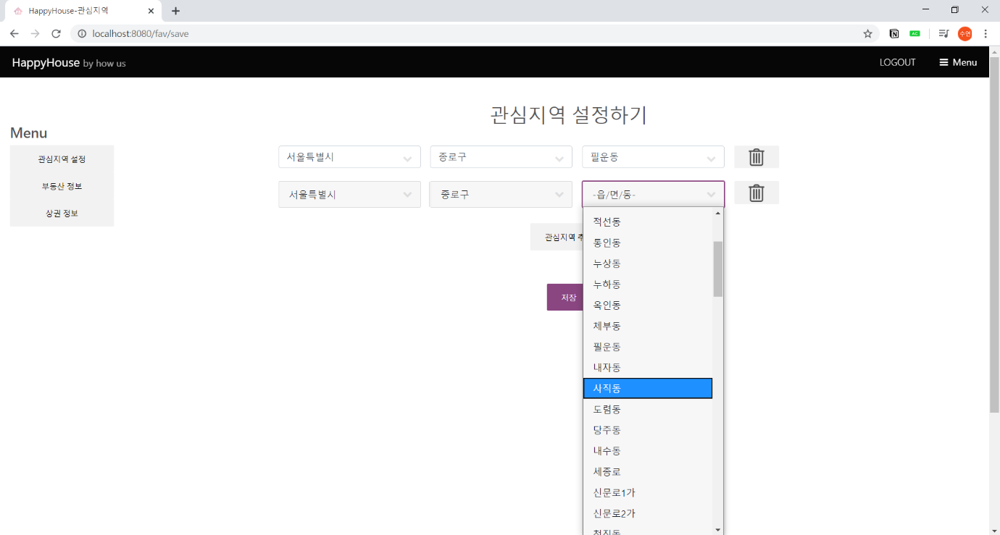 HappyHouse-관심지역
localhost:8080/fav/save
수연
HappyHouse by how us
LOGOUT
Menu
관심지역 설정하기
Menu
관심지역 설정
부동산 정보
상권 정보
서울특별시 종로구 필운동
서울특별시 종로구 -읍/면/동-
적선동
통인동
누상동
누하동
옥인동
체부동
필운동
내자동
사직동
도렴동
당주동
내수동
세종로
신문로1가
신문로2가
관심지역
저장